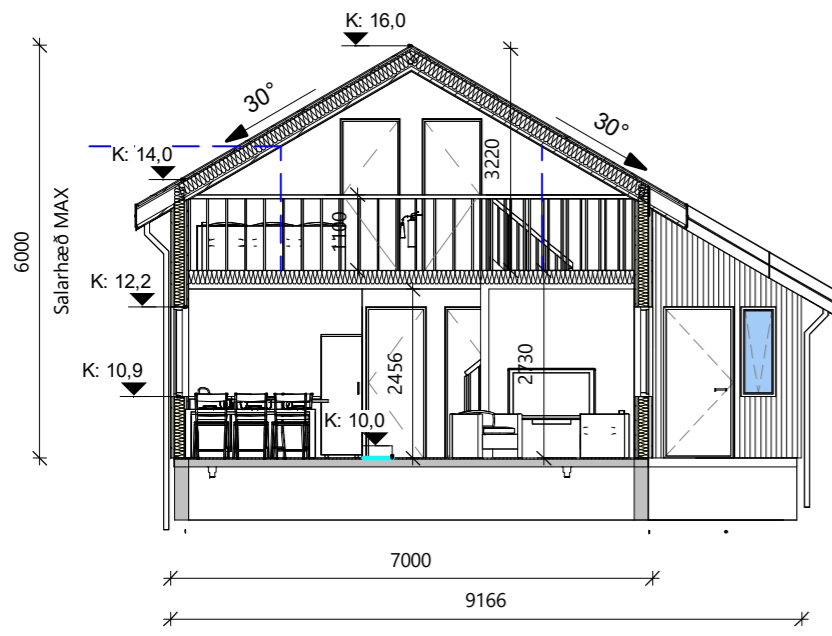 K: 16,0
30°
30°
K: 14,0
3220
1100
6000
Salarhæð MAX
K: 12,2
K: 10,9
2456
2730
K: 10,0
7000
9166